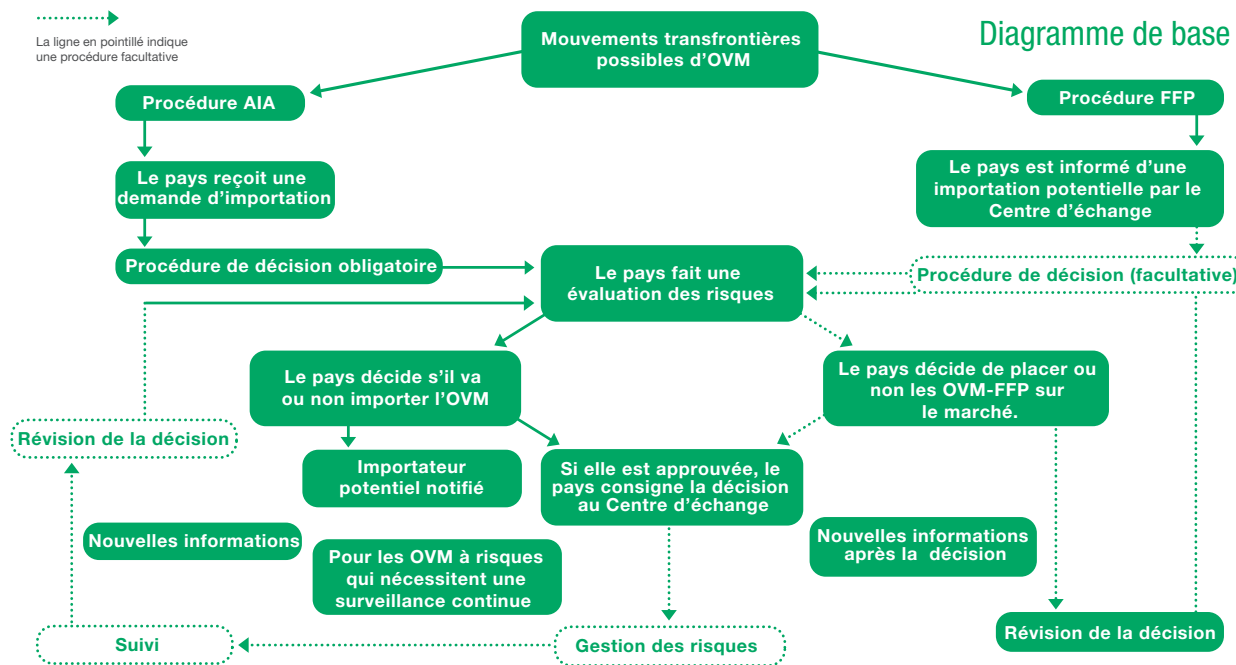 La ligne en pointillé indique
une procédure facultative
Diagramme de base
Mouvements transfrontières
possibles d'OVM
Procédure AIA
Procédure FFP
Le pays reçoit une
demande d'importation
Le pays est informé d'une
importation potentielle par le
Centre d'échange
Procédure de décision obligatoire
Le pays fait une
évaluation des risques
Procédure de décision (facultative)
Le pays décide s'il va
ou non importer l'OVM
Le pays décide de placer ou
non les OVM-FFP sur
le marché.
Révision de la décision
Importateur
potentiel notifié
Si elle est approuvée, le
pays consigne la décision
au Centre d'échange
Nouvelles informations
Pour les OVM à risques
qui nécessitent une
surveillance continue
Nouvelles informations
après la décision
Suivi
Gestion des risques
Révision de la décision